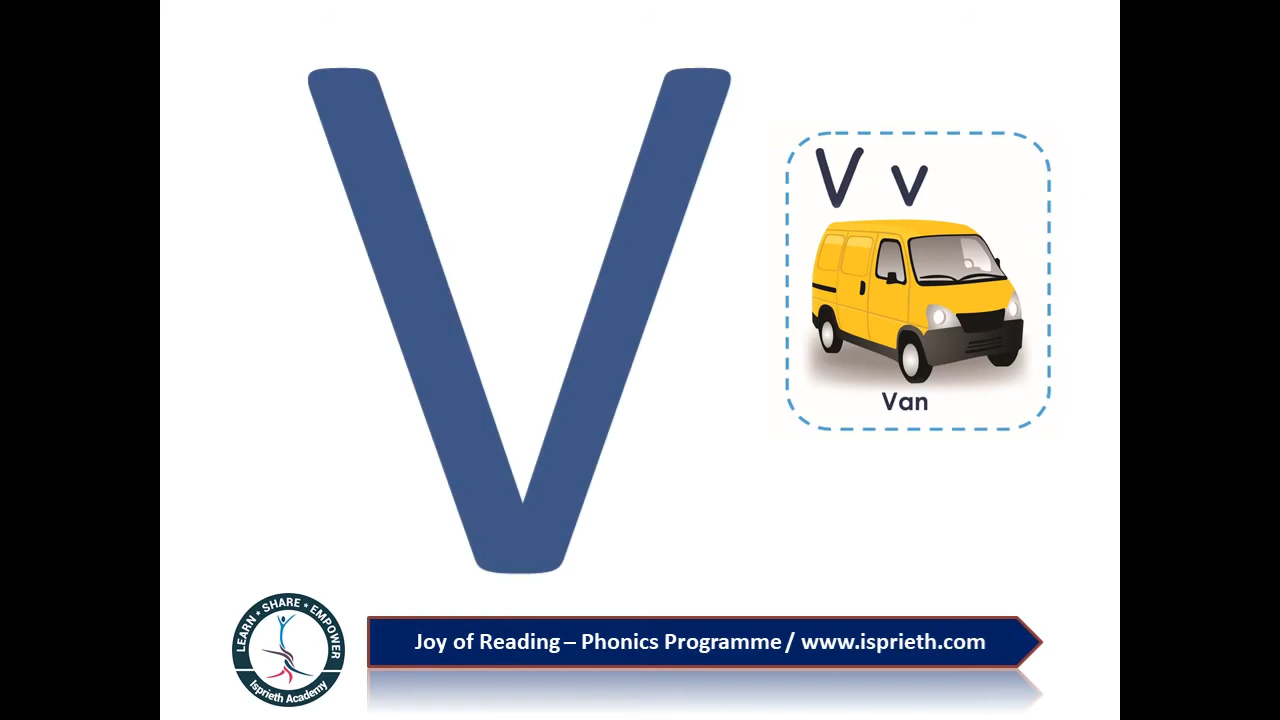 V
V v
Van
LEARN * SHARE * EMPOWER
Isprieth Academy
Joy of Reading – Phonics Programme / www.isprieth.com